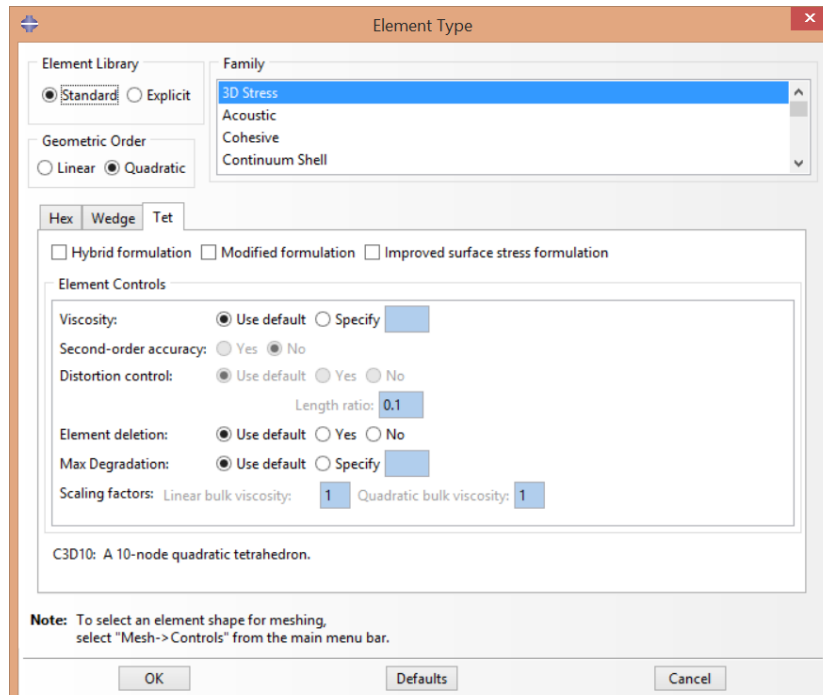 Element Type
Element Library
Standard Explicit
Family
3D Stress
Acoustic
Cohesive
Continuum Shell
Geometric Order
Linear Quadratic
Hex Wedge Tet
Hybrid formulation Modified formulation Improved surface stress formulation
Element Controls
Viscosity: Use default Specify
Second-order accuracy: Yes No
Distortion control: Use default Yes No
Length ratio: 0.1
Element deletion: Use default Yes No
Max Degradation: Use default Specify
Scaling factors: Linear bulk viscosity: 1 Quadratic bulk viscosity: 1
C3D10: A 10-node quadratic tetrahedron.
Note: To select an element shape for meshing,
select "Mesh->Controls" from the main menu bar.
OK Defaults Cancel